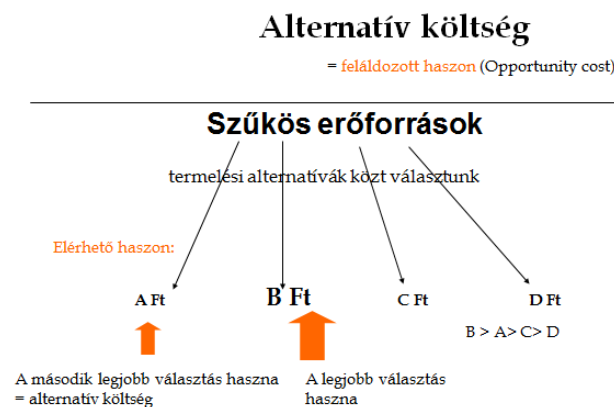 Alternatív költség
= feláldozott haszon (Opportunity cost)
Szűkös erőforrások
termelési alternatívák közt választunk
Elérhető haszon:
A Ft
B Ft
C Ft
D Ft
B > A> C> D
A második legjobb választás haszna
= alternatív költség
A legjobb választás
haszna